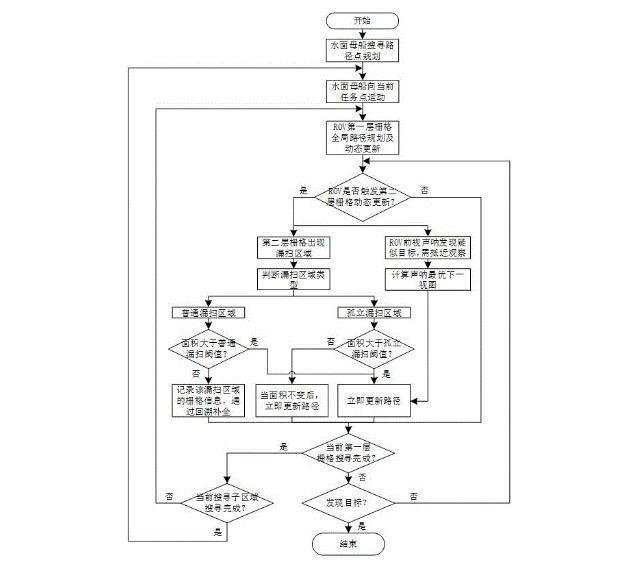 开始
水面母船搜寻路
径点规划
水面母船向当前
任务点运动
ROV第一层栅格
全局路径规划及
动态更新
ROV是否触发第二
层栅格动态更新?
是
否
第二层栅格出现
漏扫区域
ROV前视声呐发现疑
似目标,需抵近观察
判断漏扫区域类
型
计算声呐最优下一
视图
普通漏扫区域
孤立漏扫区域
面积大于普通
漏扫阈值?
是
否
面积大于孤立
漏扫阈值?
否
是
记录该漏扫区域
的栅格信息，通
过回溯补全
当面积不变后，
立即更新路径
立即更新路径
当前第一层
栅格搜寻完成?
是
否
当前搜寻子区域
搜寻完成?
否
是
发现目标?
否
是
结束